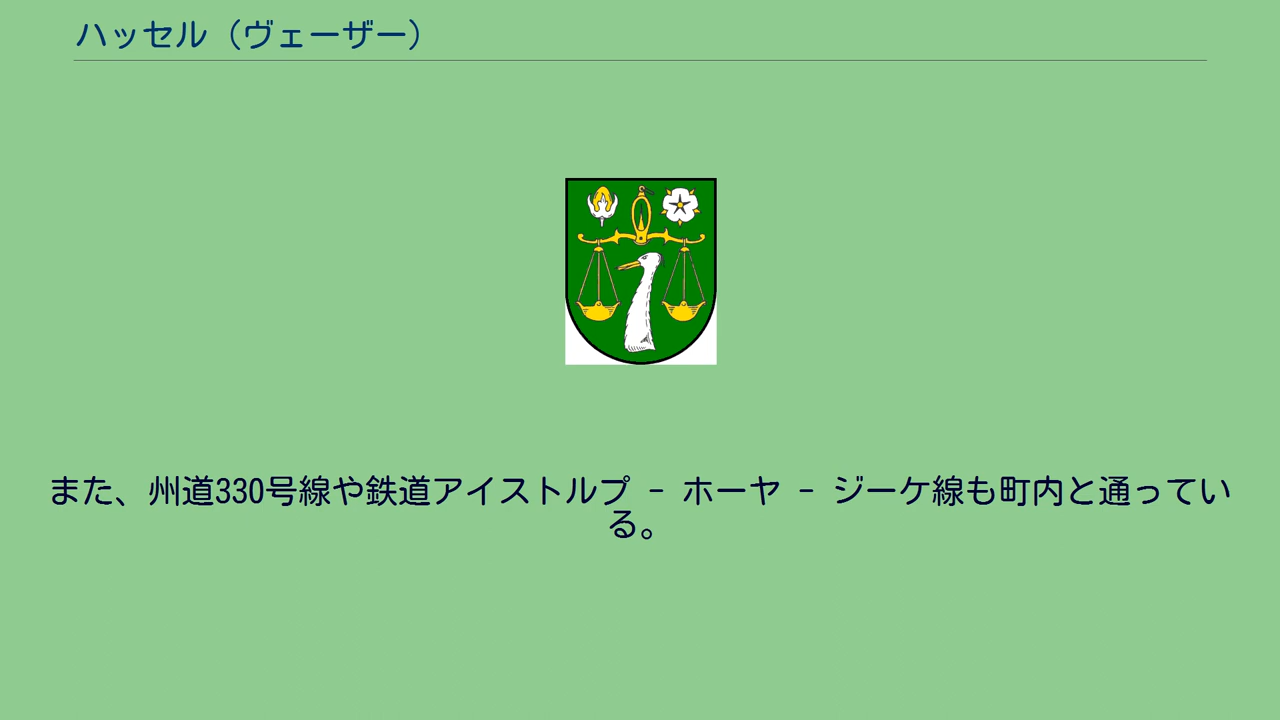 ハッセル（ヴェーザー）
また、州道330号線や鉄道アイストルプ - ホーヤ - ジーケ線も町内と通ってい
る。